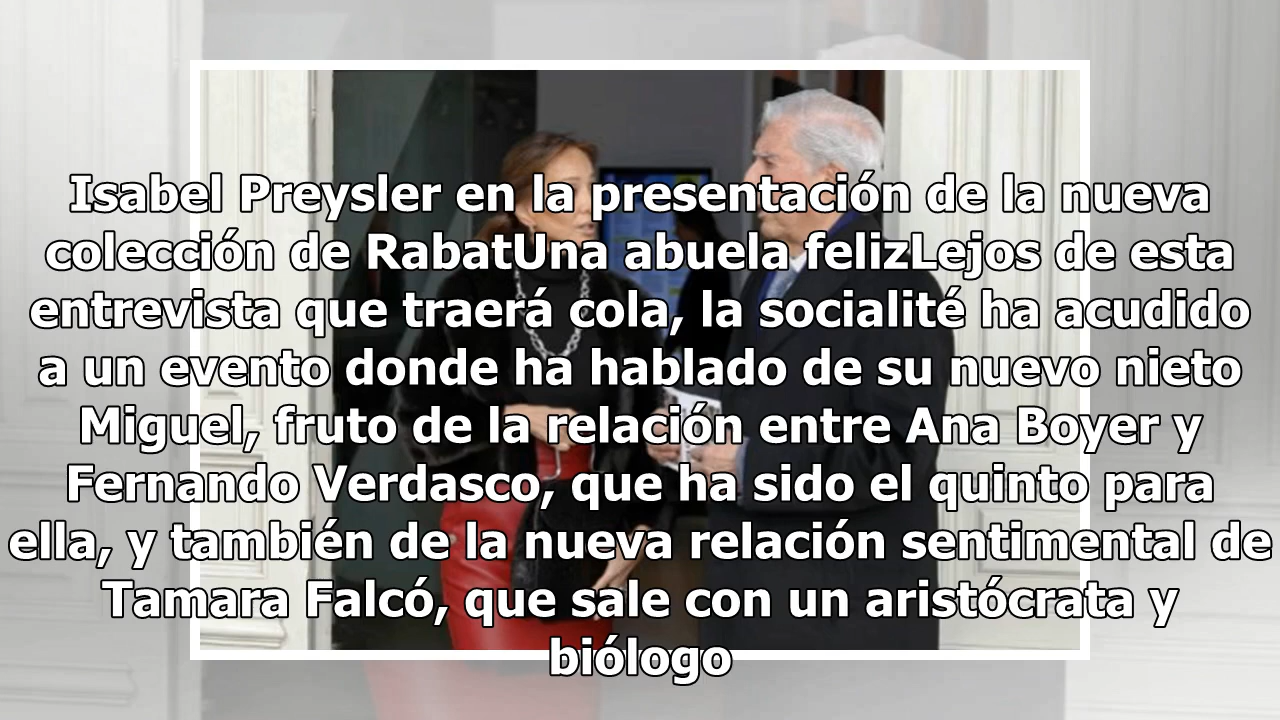 Isabel Preysler en la presentación de la nueva
colección de RabatUna abuela felizLejos de esta
entrevista que traerá cola, la socialité ha acudido
a un evento donde ha hablado de su nuevo nieto
Miguel, fruto de la relación entre Ana Boyer y
Fernando Verdasco, que ha sido el quinto para
ella, y también de la nueva relación sentimental de
Tamara Falcó, que sale con un aristócrata y
biólogo